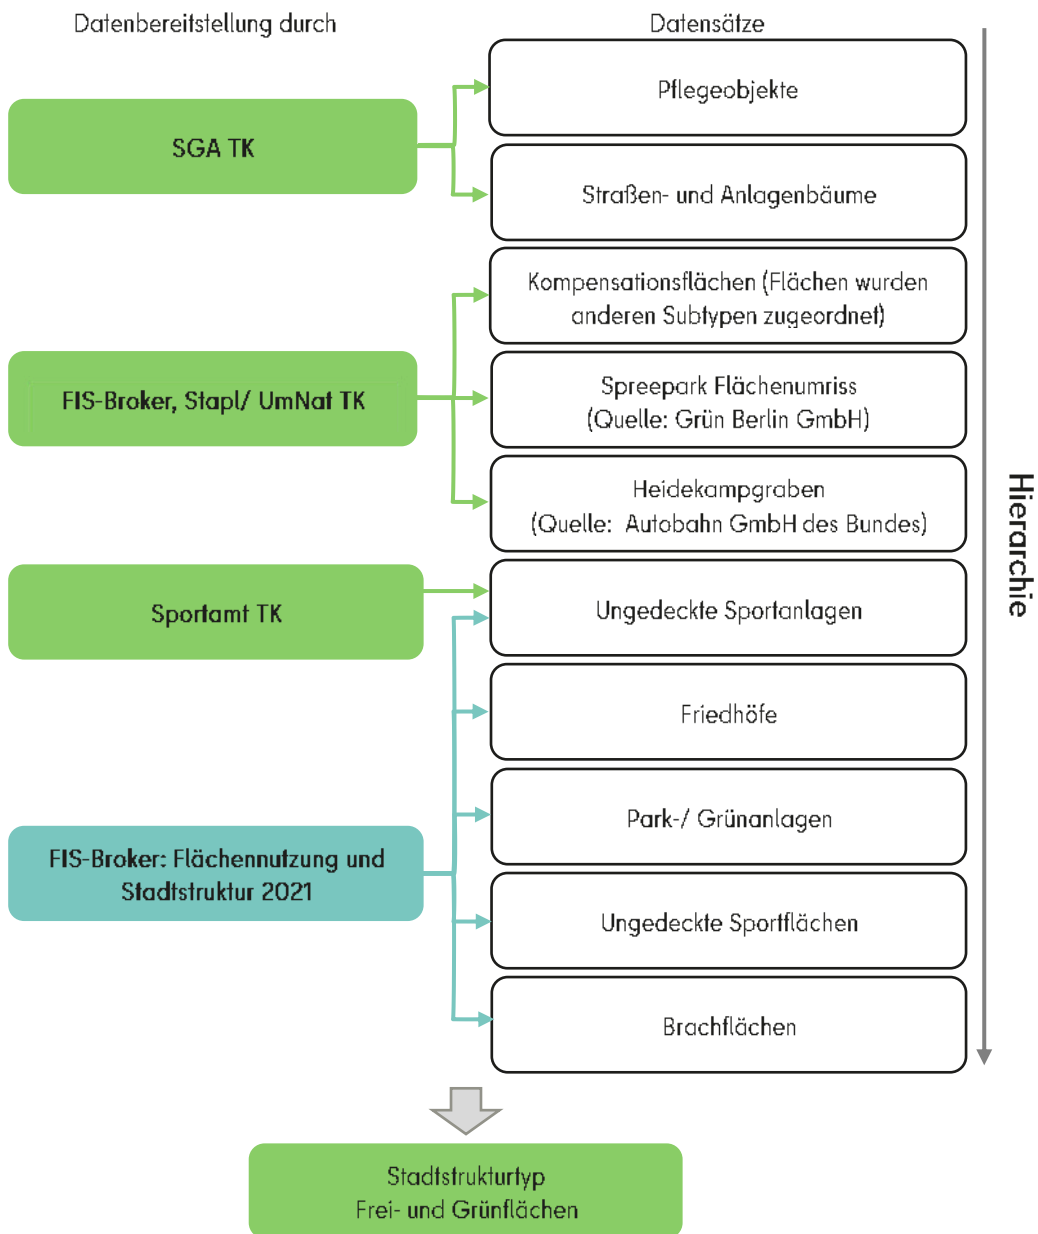 Datenbereitstellung durch
Datensätze
SGA TK
Pflegeobjekte
Straßen- und Anlagenbäume
FIS-Broker, Stapl/ UmNat TK
Kompensationsflächen (Flächen wurden
anderen Subtypen zugeordnet)
Spreepark Flächenumriss
(Quelle: Grün Berlin GmbH)
Heidekampgraben
(Quelle: Autobahn GmbH des Bundes)
Sportamt TK
Ungedeckte Sportanlagen
FIS-Broker: Flächennutzung und
Stadtstruktur 2021
Friedhöfe
Park-/ Grünanlagen
Ungedeckte Sportflächen
Brachflächen
Hierarchie
Stadtstrukturtyp
Frei- und Grünflächen